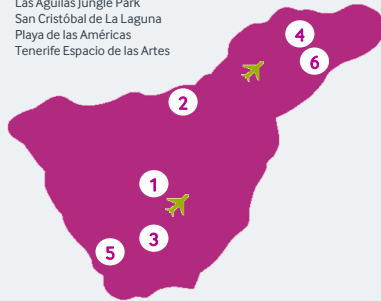 Las Águilas Jungle Park
San Cristóbal de La Laguna
Playa de las Américas
Tenerife Espacio de las Artes
4
6
2
1
3
5